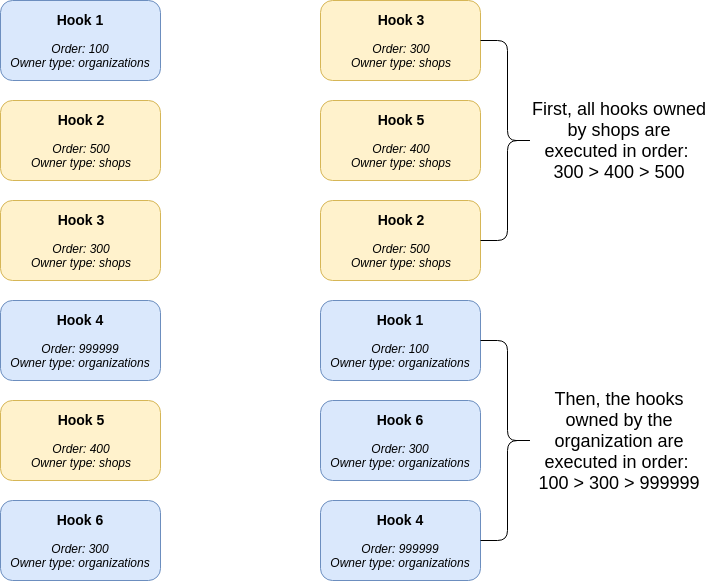 Hook 1
Order: 100
Owner type: organizations
Hook 2
Order: 500
Owner type: shops
Hook 3
Order: 300
Owner type: shops
Hook 4
Order: 999999
Owner type: organizations
Hook 5
Order: 400
Owner type: shops
Hook 6
Order: 300
Owner type: organizations
Hook 3
Order: 300
Owner type: shops
Hook 5
Order: 400
Owner type: shops
Hook 2
Order: 500
Owner type: shops
Hook 1
Order: 100
Owner type: organizations
Hook 6
Order: 300
Owner type: organizations
Hook 4
Order: 999999
Owner type: organizations
First, all hooks owned
by shops are
executed in order:
300 > 400 > 500
Then, the hooks
owned by the
organization are
executed in order:
100 > 300 > 999999